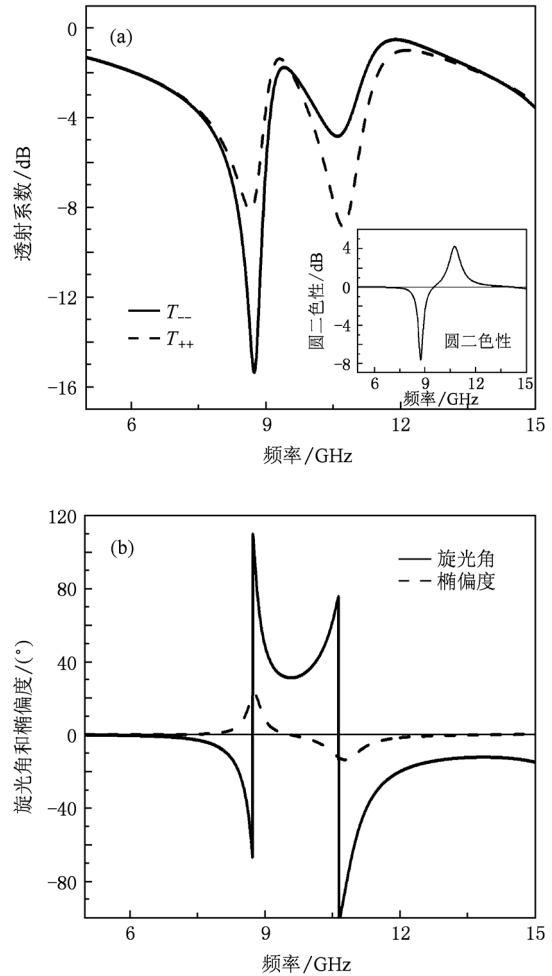 (a)
0
−4
−8
−12
−16
透射系数/dB
T−−
T++
4
0
−4
−8
圆二色性/dB
圆二色性
6 9 12 15
频率/GHz
6 9 12 15
频率/GHz
(b)
120
80
40
0
−40
−80
旋光角和椭偏度/(°)
旋光角
椭偏度
6 9 12 15
频率/GHz